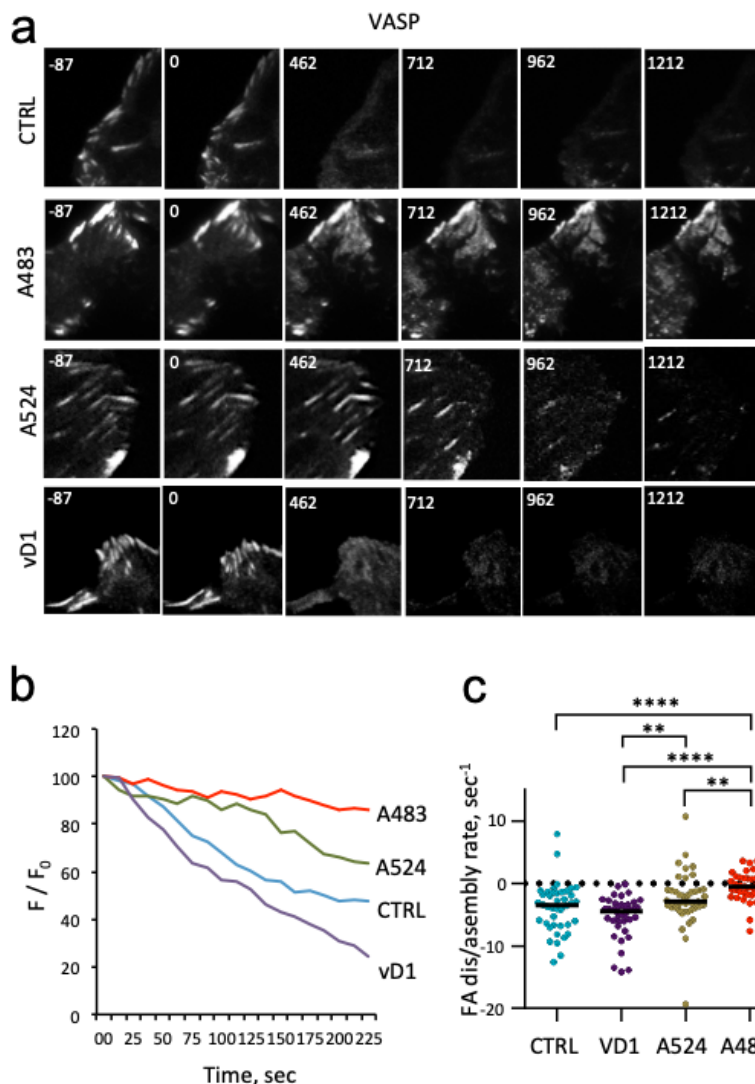 a
VASP
CTRL
-87
0
462
712
962
1212
A483
-87
0
462
712
962
1212
A524
-87
0
462
712
962
1212
vD1
-87
0
462
712
962
1212
b
120
100
80
60
40
20
0
F / F0
00 25 50 75 100 125 150 175 200 225
Time, sec
A483
A524
CTRL
vD1
c
****
**
****
**
FA dis/asembly rate, sec-1
10
0
-10
-20
CTRL VD1 A524 A48